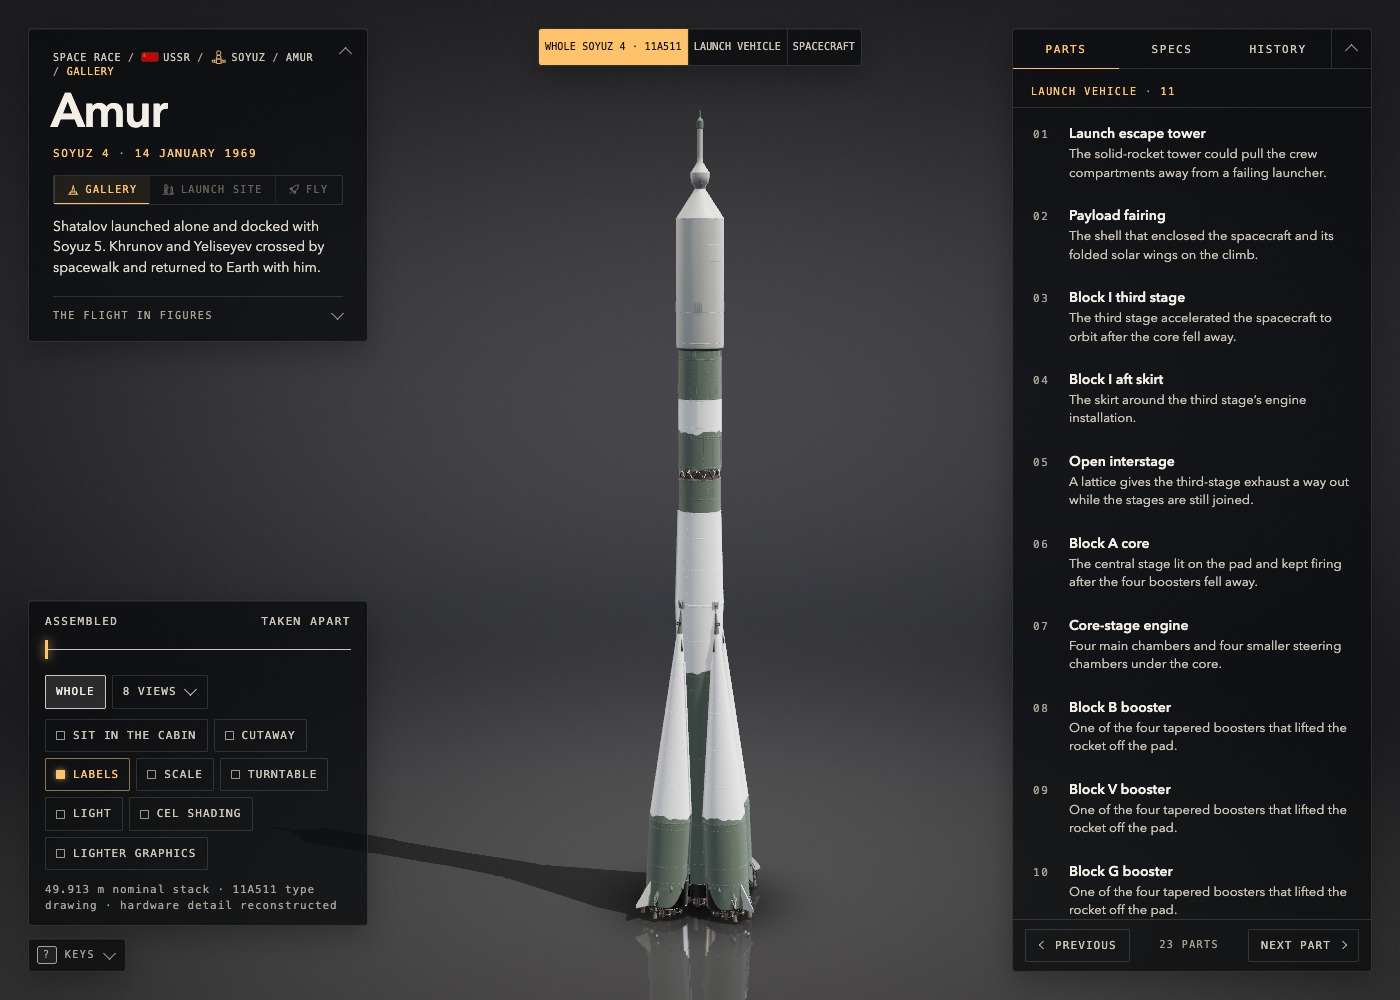 SPACE RACE / USSR / SOYUZ / AMUR
/ GALLERY
Amur
SOYUZ 4 · 14 JANUARY 1969
GALLERY LAUNCH SITE FLY
Shatalov launched alone and docked with
Soyuz 5. Khrunov and Yeliseyev crossed by
spacewalk and returned to Earth with him.
THE FLIGHT IN FIGURES
WHOLE SOYUZ 4 · 11A511 LAUNCH VEHICLE SPACECRAFT
ASSEMBLED TAKEN APART
WHOLE 8 VIEWS
SIT IN THE CABIN CUTAWAY
LABELS SCALE TURNTABLE
LIGHT CEL SHADING
LIGHTER GRAPHICS
49.913 m nominal stack · 11A511 type
drawing · hardware detail reconstructed
? KEYS
PARTS SPECS HISTORY
LAUNCH VEHICLE · 11
01 Launch escape tower
The solid-rocket tower could pull the crew
compartments away from a failing launcher.
02 Payload fairing
The shell that enclosed the spacecraft and its
folded solar wings on the climb.
03 Block I third stage
The third stage accelerated the spacecraft to
orbit after the core fell away.
04 Block I aft skirt
The skirt around the third stage’s engine
installation.
05 Open interstage
A lattice gives the third-stage exhaust a way out
while the stages are still joined.
06 Block A core
The central stage lit on the pad and kept firing
after the four boosters fell away.
07 Core-stage engine
Four main chambers and four smaller steering
chambers under the core.
08 Block B booster
One of the four tapered boosters that lifted the
rocket off the pad.
09 Block V booster
One of the four tapered boosters that lifted the
rocket off the pad.
10 Block G booster
One of the four tapered boosters that lifted the
rocket off the pad.
PREVIOUS 23 PARTS NEXT PART